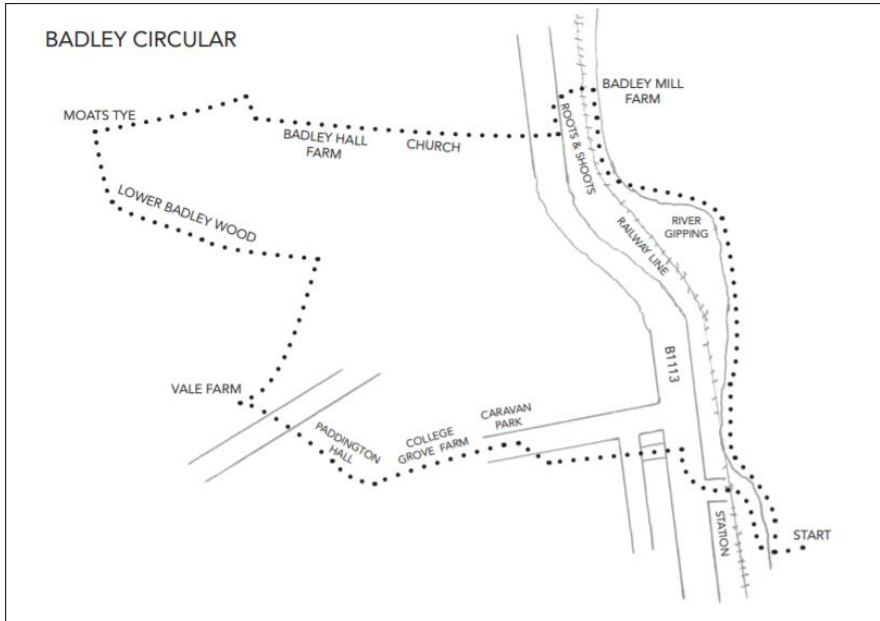 BADLEY CIRCULAR
MOATS TYE
BADLEY HALL
FARM
CHURCH
BADLEY MILL
FARM
ROOTS & SHOOTS
LOWER BADLEY WOOD
RIVER
GIPPING
RAILWAY LINE
B1113
VALE FARM
PADDINGTON
HALL
COLLEGE
GROVE FARM
CARAVAN
PARK
STATION
START